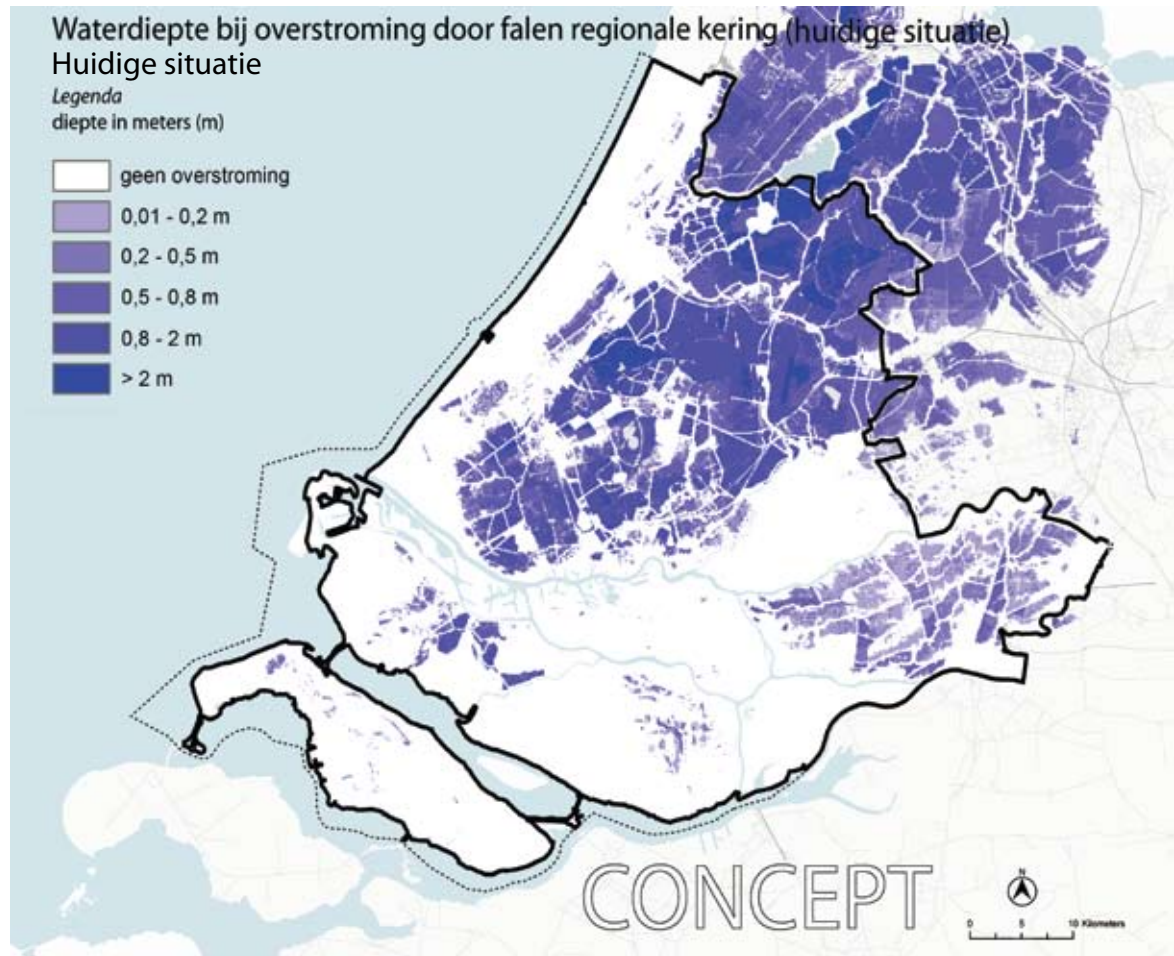 Waterdiepte bij overstroming door falen regionale kering (huidige situatie)
Huidige situatie
Legenda
diepte in meters (m)
geen overstroming
0,01 - 0,2 m
0,2 - 0,5 m
0,5 - 0,8 m
0,8 - 2 m
> 2 m
CONCEPT
N
0 5 10 Kilometers